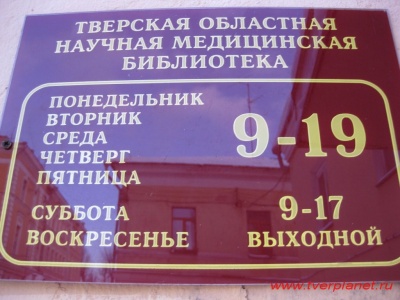 ТВЕРСКАЯ ОБЛАСТНАЯ
НАУЧНАЯ МЕДИЦИНСКАЯ
БИБЛИОТЕКА
ПОНЕДЕЛЬНИК
ВТОРНИК
СРЕДА
ЧЕТВЕРГ
ПЯТНИЦА
9-19
СУББОТА 9-17
ВОСКРЕСЕНЬЕ ВЫХОДНОЙ
www.tverplanet.ru